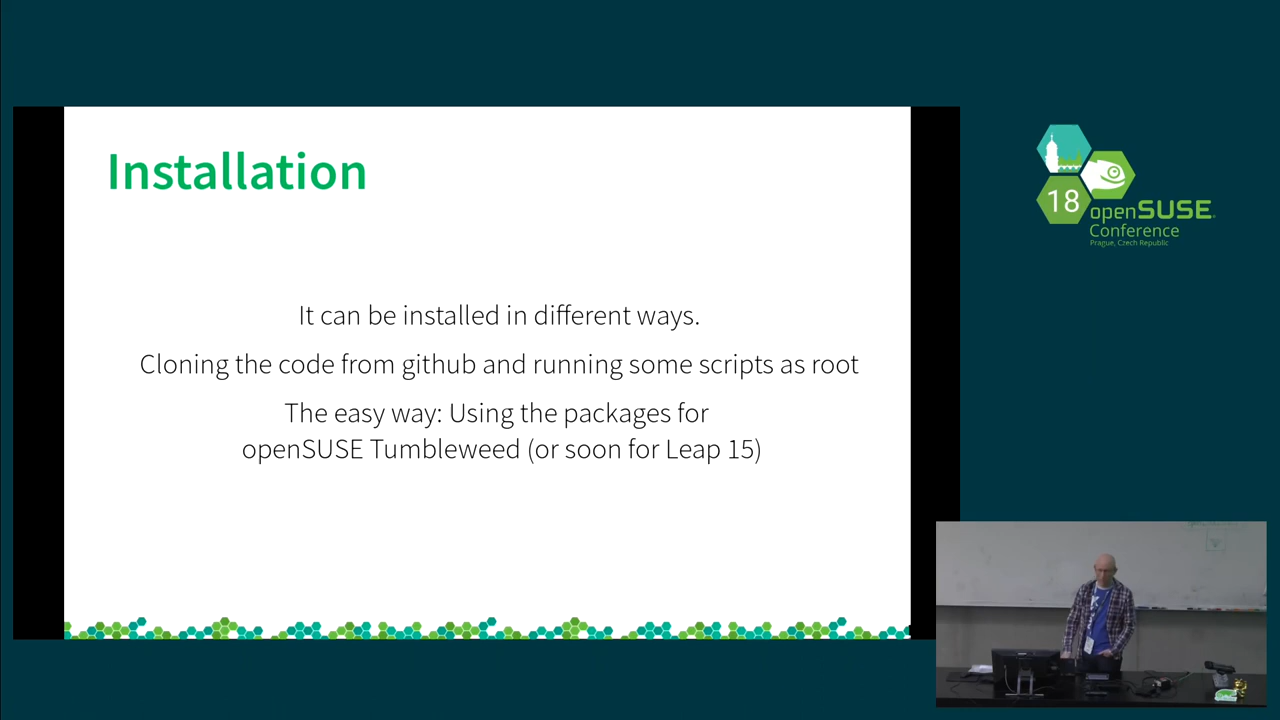 Installation
It can be installed in different ways.
Cloning the code from github and running some scripts as root
The easy way: Using the packages for
openSUSE Tumbleweed (or soon for Leap 15)
18
openSUSE
Conference
Prague, Czech Republic